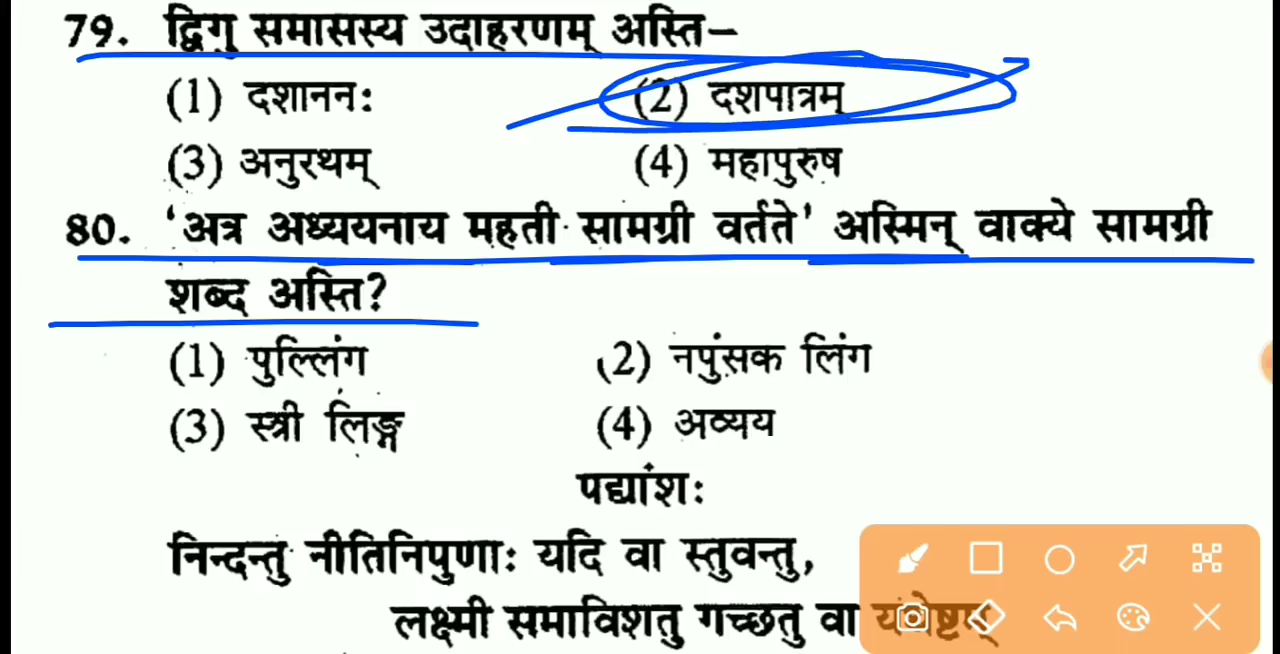 79. द्विगु समासस्य उदाहरणम् अस्ति–
(1) दशाननः (2) दशपात्रम्
(3) अनुरथम् (4) महापुरुष
80. 'अत्र अध्ययनाय महती सामग्री वर्तते' अस्मिन् वाक्ये सामग्री
शब्द अस्ति?
(1) पुल्लिंग (2) नपुंसक लिंग
(3) स्त्री लिङ्ग (4) अव्यय
पद्यांशः
निन्दन्तु नीतिनिपुणाः यदि वा स्तुवन्तु,
लक्ष्मी समाविशतु गच्छतु वा